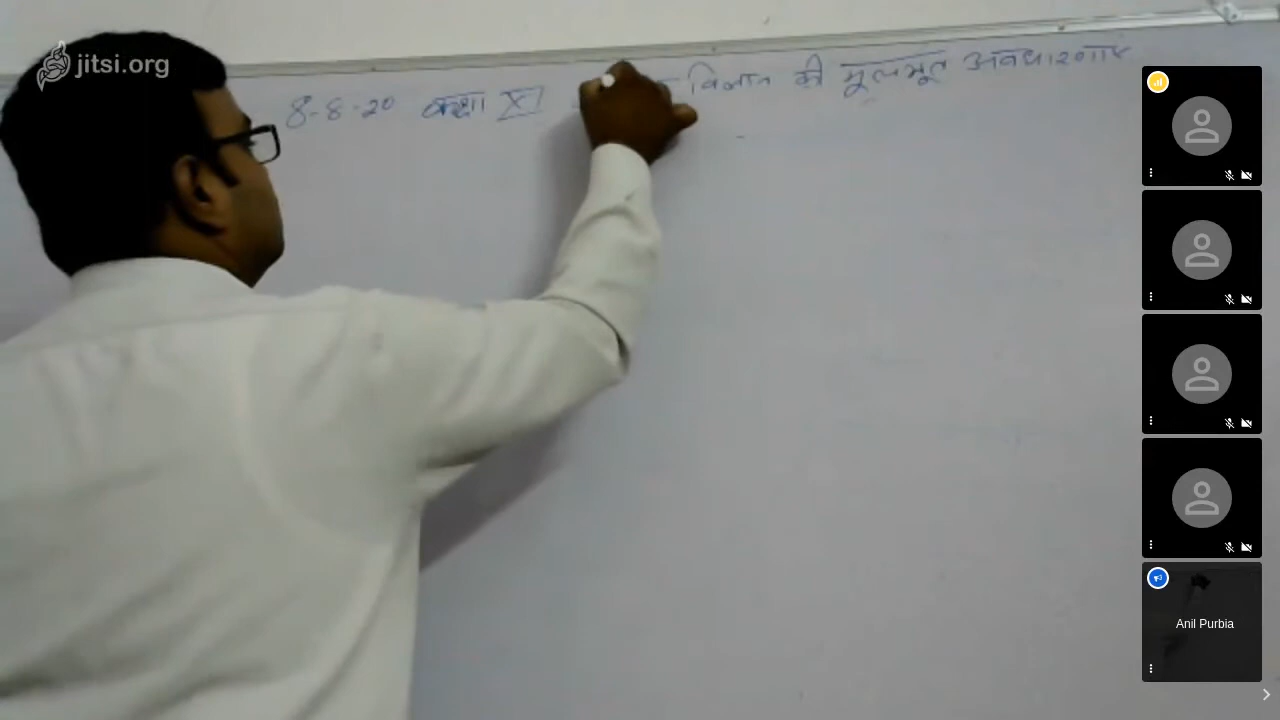 jitsi.org
8-8-20 कक्षा XI विज्ञान की मूलभूत अवधारणाएं
Anil Purbia